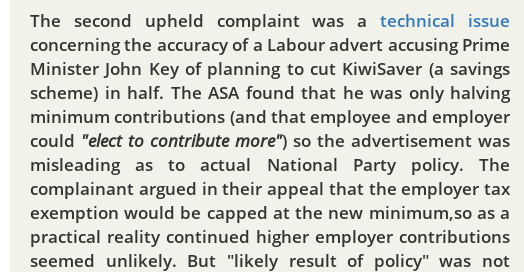 The second upheld complaint was a technical issue
concerning the accuracy of a Labour advert accusing Prime
Minister John Key of planning to cut KiwiSaver (a savings
scheme) in half. The ASA found that he was only halving
minimum contributions (and that employee and employer
could "elect to contribute more") so the advertisement was
misleading as to actual National Party policy. The
complainant argued in their appeal that the employer tax
exemption would be capped at the new minimum,so as a
practical reality continued higher employer contributions
seemed unlikely. But "likely result of policy" was not